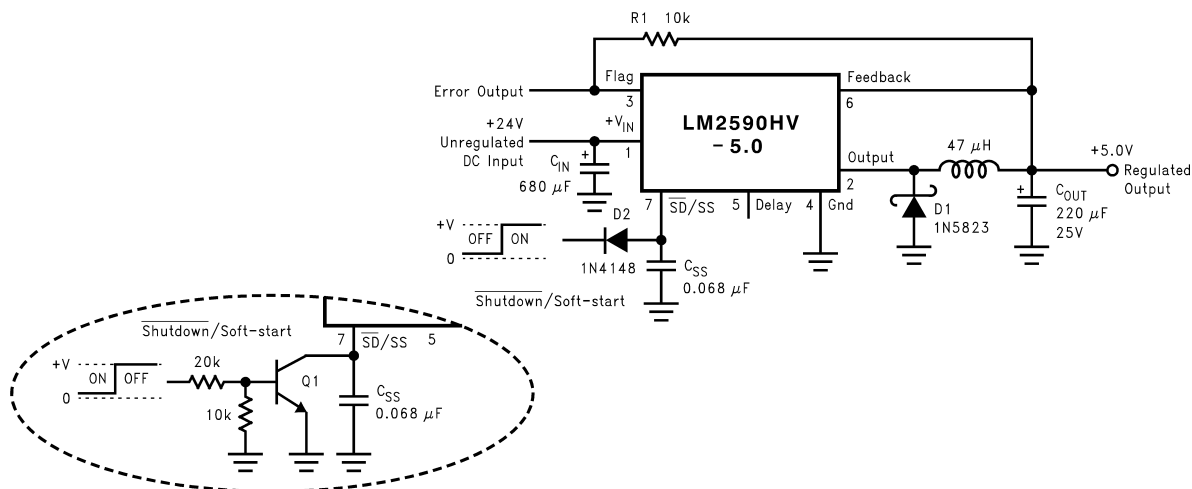 R1 10k
Flag
Feedback
Error Output
3
6
LM2590HV
– 5.0
+24V
Unregulated
DC Input
+VIN
1
+
CIN
680 μF
Output
2
47 μH
+5.0V
Regulated
Output
7
SD/SS
5
Delay
4
Gnd
D1
1N5823
+
COUT
220 μF
25V
+V
OFF
ON
0
D2
1N4148
CSS
0.068 μF
Shutdown/Soft-start
Shutdown/Soft-start
7
SD/SS
5
+V
ON
OFF
0
20k
10k
Q1
CSS
0.068 μF